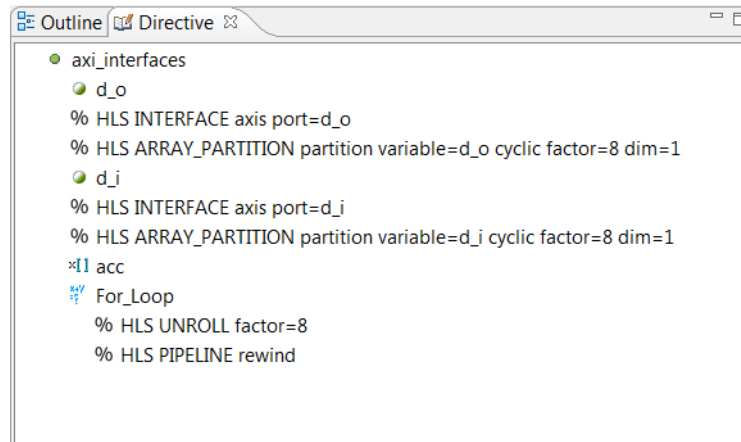 Outline Directive
axi_interfaces
d_o
% HLS INTERFACE axis port=d_o
% HLS ARRAY_PARTITION partition variable=d_o cyclic factor=8 dim=1
d_i
% HLS INTERFACE axis port=d_i
% HLS ARRAY_PARTITION partition variable=d_i cyclic factor=8 dim=1
×[] acc
For_Loop
% HLS UNROLL factor=8
% HLS PIPELINE rewind